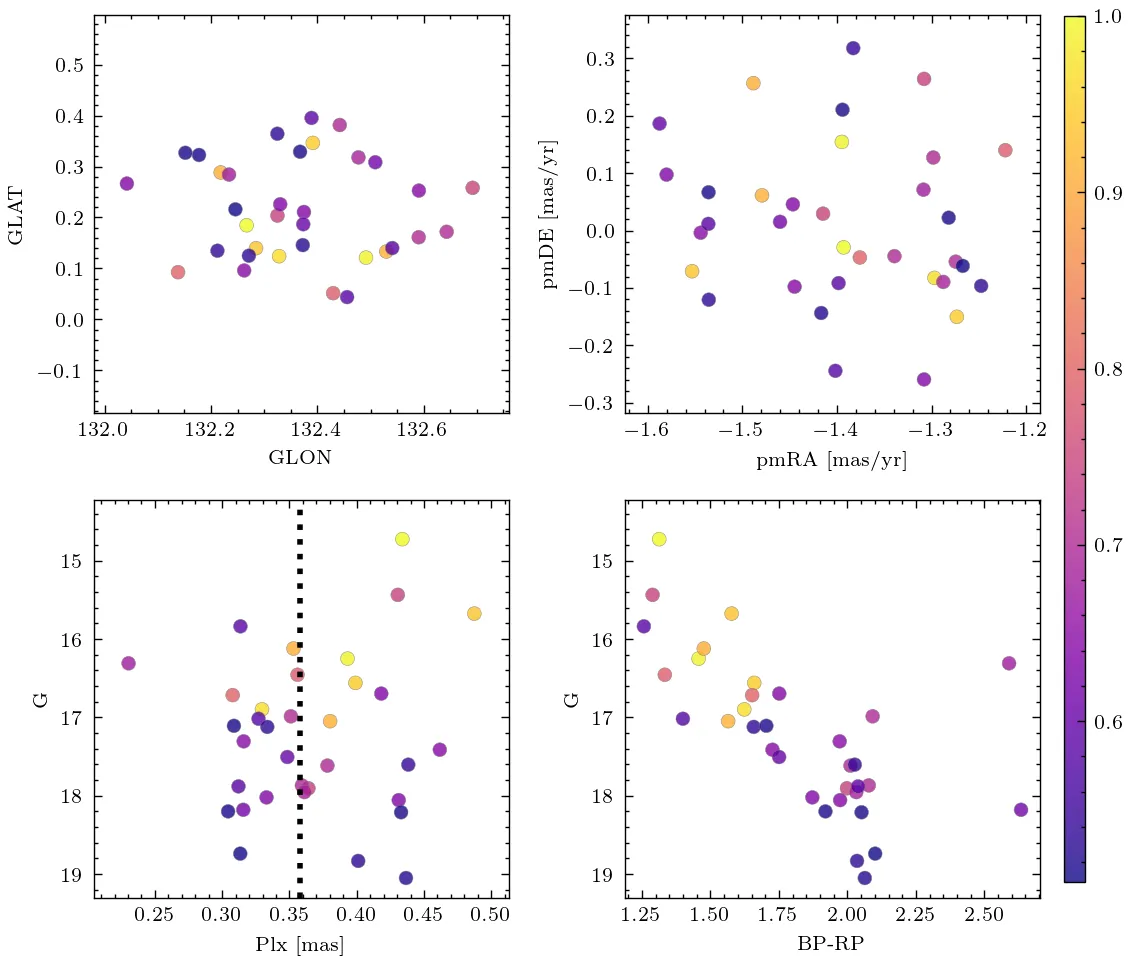 0.5
0.4
0.3
0.2
0.1
0.0
−0.1
GLAT
132.0 132.2 132.4 132.6
GLON
0.3
0.2
0.1
0.0
−0.1
−0.2
−0.3
pmDE [mas/yr]
−1.6 −1.5 −1.4 −1.3 −1.2
pmRA [mas/yr]
15
16
17
18
19
G
0.25 0.30 0.35 0.40 0.45 0.50
Plx [mas]
15
16
17
18
19
G
1.25 1.50 1.75 2.00 2.25 2.50
BP-RP
1.0
0.9
0.8
0.7
0.6